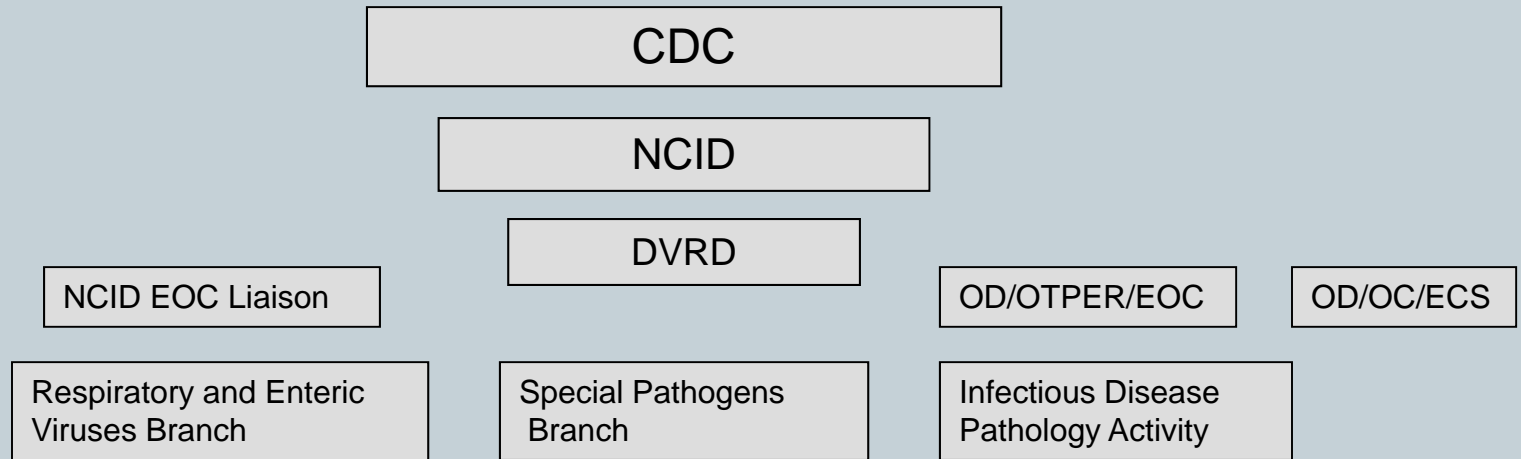 CDC
NCID
DVRD
NCID EOC Liaison
OD/OTPER/EOC
OD/OC/ECS
Respiratory and Enteric
Viruses Branch
Special Pathogens
Branch
Infectious Disease
Pathology Activity